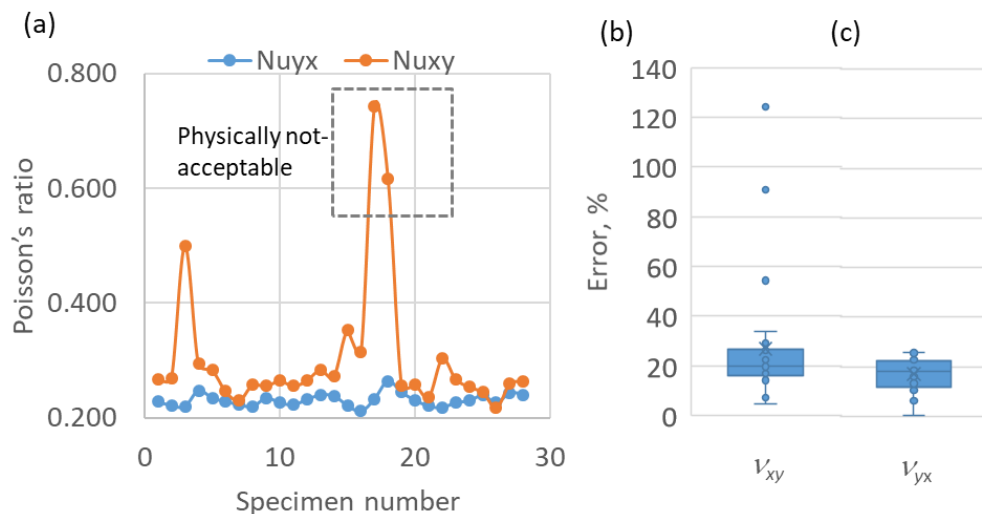 (a)
Nuyx Nuxy
0.800
0.600
0.400
0.200
Poisson's ratio
Physically not-
acceptable
0 10 20 30
Specimen number
(b) (c)
140
120
100
80
60
40
20
0
Error, %
νxy νyx